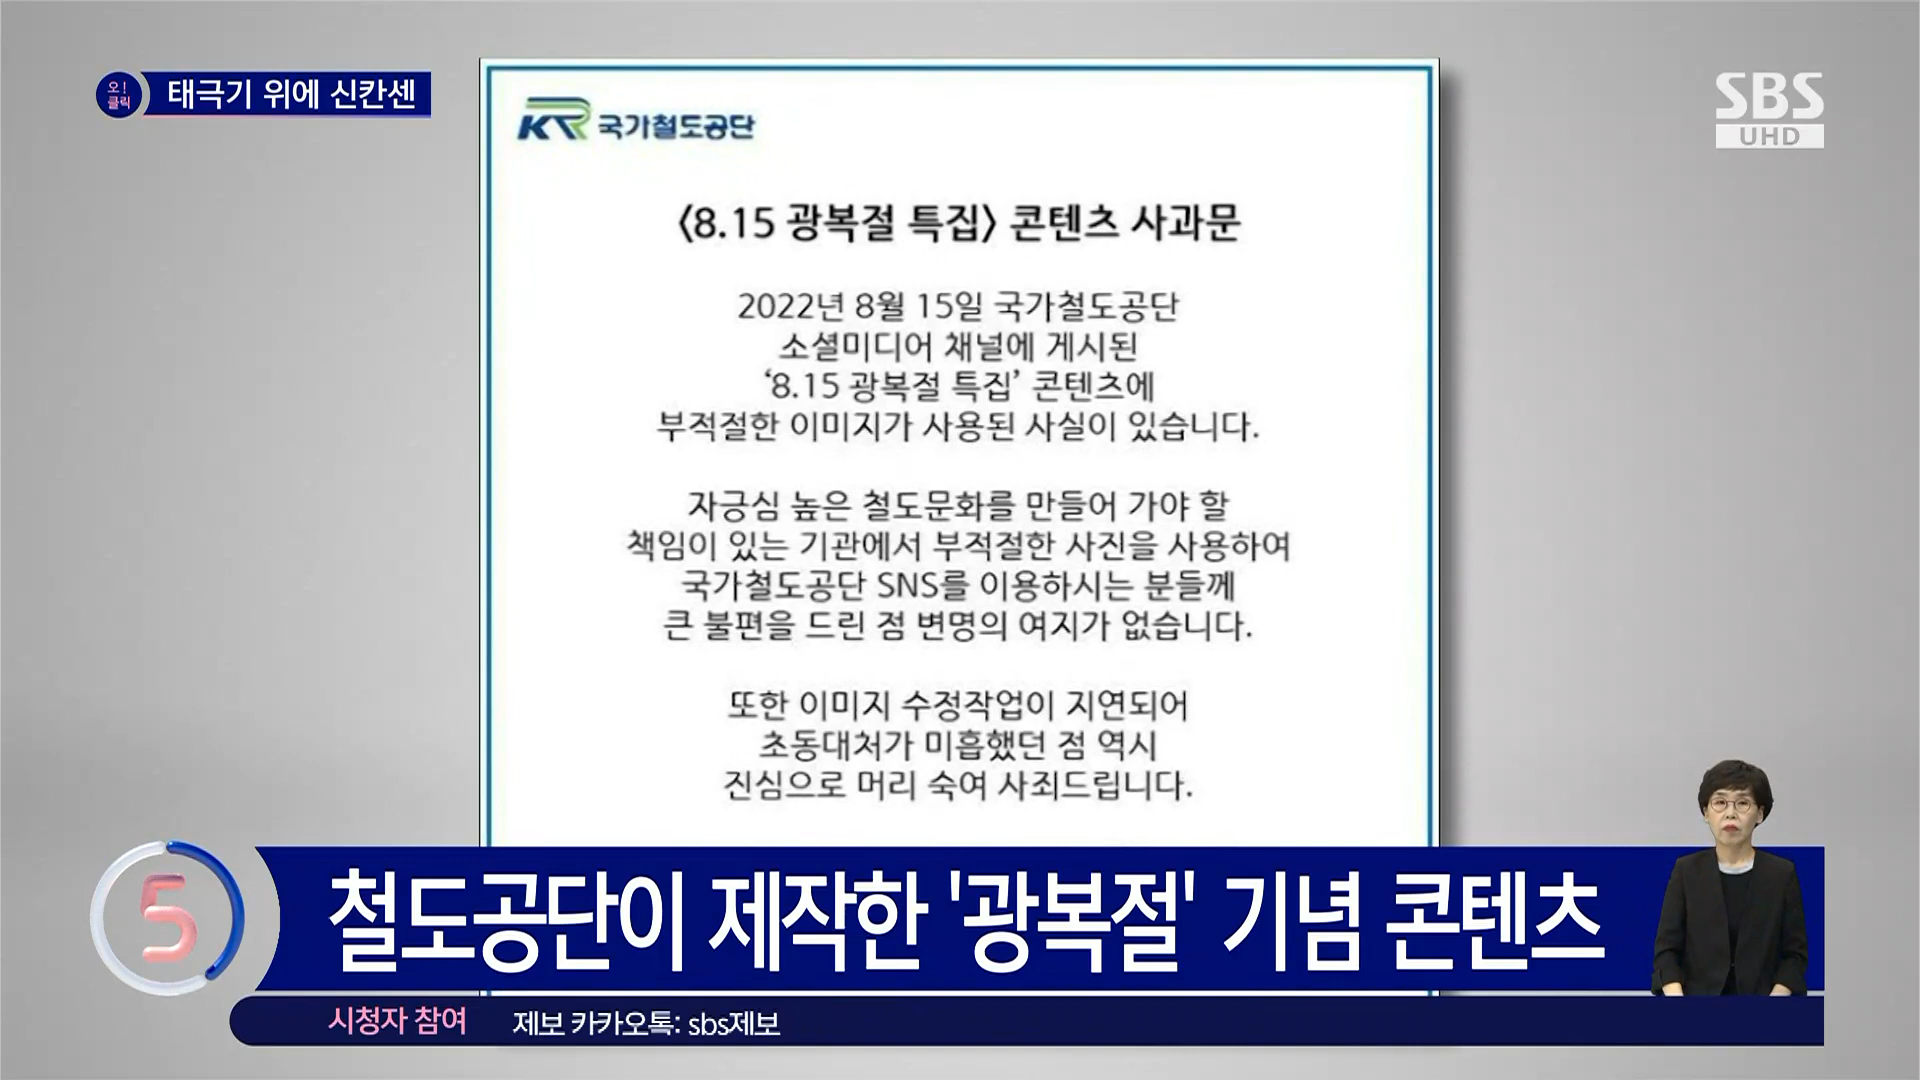 오!
클릭
태극기 위에 신칸센
SBS
UHD
KR 국가철도공단
<8.15 광복절 특집> 콘텐츠 사과문
2022년 8월 15일 국가철도공단
소셜미디어 채널에 게시된
‘8.15 광복절 특집’ 콘텐츠에
부적절한 이미지가 사용된 사실이 있습니다.
자긍심 높은 철도문화를 만들어 가야 할
책임이 있는 기관에서 부적절한 사진을 사용하여
국가철도공단 SNS를 이용하시는 분들께
큰 불편을 드린 점 변명의 여지가 없습니다.
또한 이미지 수정작업이 지연되어
초동대처가 미흡했던 점 역시
진심으로 머리 숙여 사죄드립니다.
5
철도공단이 제작한 '광복절' 기념 콘텐츠
시청자 참여 제보 카카오톡: sbs제보